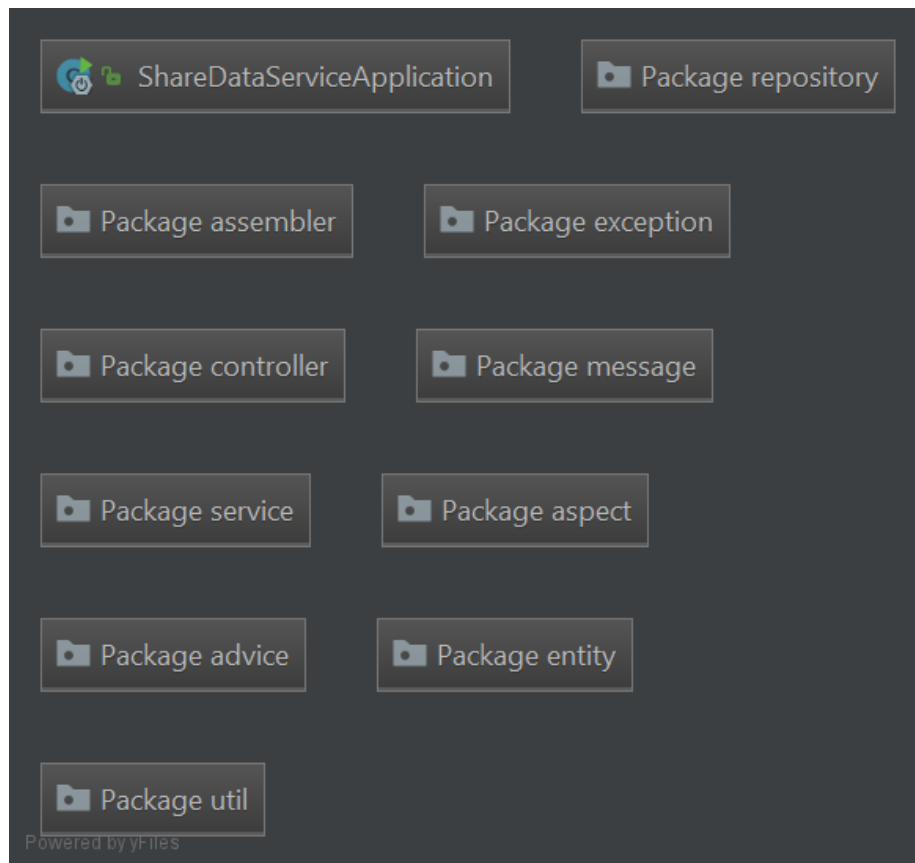 ShareDataServiceApplication Package repository
Package assembler Package exception
Package controller Package message
Package service Package aspect
Package advice Package entity
Package util
Powered by yFiles